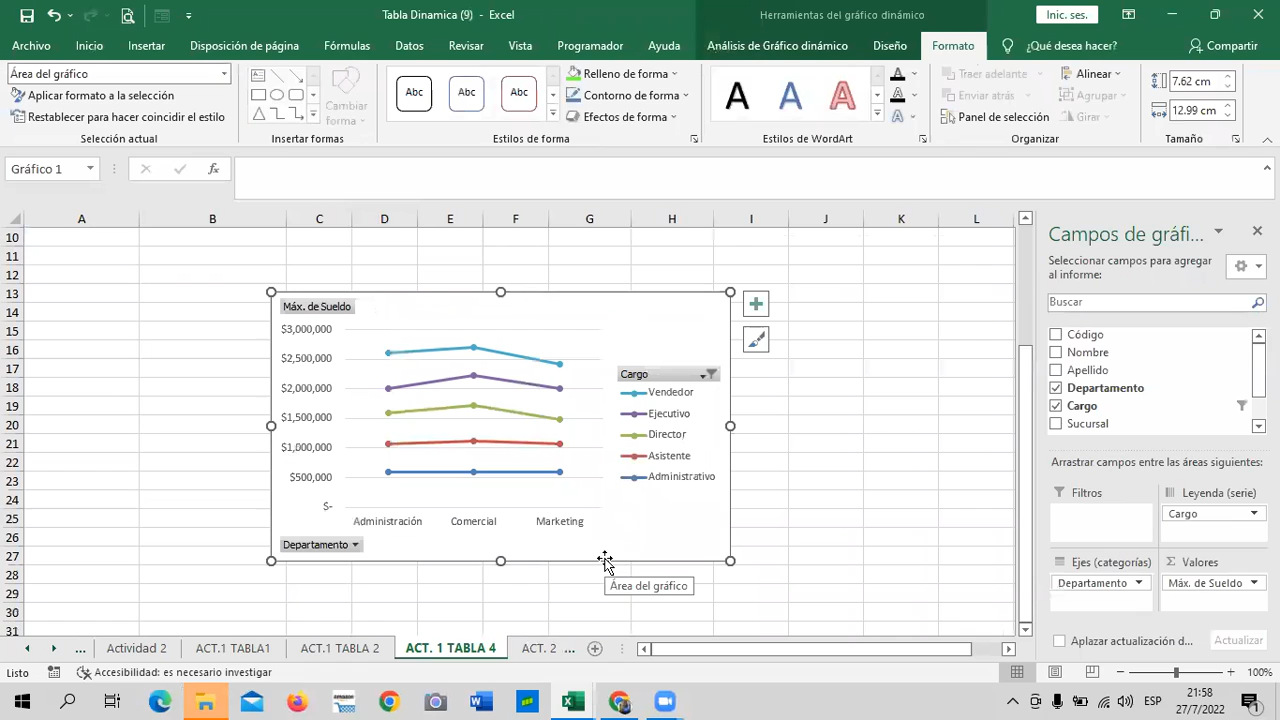 Tabla Dinamica (9) - Excel
Herramientas del gráfico dinámico
Inic. ses.
Archivo Inicio Insertar Disposición de página Fórmulas Datos Revisar Vista Programador Ayuda Análisis de Gráfico dinámico Diseño Formato ¿Qué desea hacer? Compartir
Área del gráfico
Aplicar formato a la selección
Restablecer para hacer coincidir el estilo
Selección actual
Cambiar
forma
Insertar formas
Abc Abc Abc
Relleno de forma
Contorno de forma
Efectos de forma
Estilos de forma
A A A
Estilos de WordArt
Traer adelante
Enviar atrás
Panel de selección
Alinear
Agrupar
Girar
Organizar
7.62 cm
12.99 cm
Tamaño
Gráfico 1
fx
A B C D E F G H I J K L
10
11
12
13
14
15
16
17
18
19
20
21
22
23
24
25
26
27
28
29
30
31
Máx. de Sueldo
$3,000,000
$2,500,000
$2,000,000
$1,500,000
$1,000,000
$500,000
$-
Administración Comercial Marketing
Departamento
Cargo
Vendedor
Ejecutivo
Director
Asistente
Administrativo
Área del gráfico
Campos de gráfi...
Seleccionar campos para agregar
al informe:
Buscar
Código
Nombre
Apellido
Departamento
Cargo
Sucursal
Arrastrar campos entre las áreas siguientes:
Filtros
Leyenda (serie)
Cargo
Ejes (categorías)
Departamento
Σ Valores
Máx. de Sueldo
Aplazar actualización d...
Actualizar
... Actividad 2 ACT.1 TABLA1 ACT.1 TABLA 2 ACT. 1 TABLA 4 ACT. 2 ...
Listo
Accesibilidad: es necesario investigar
100%
ESP
21:58
27/7/2022
1